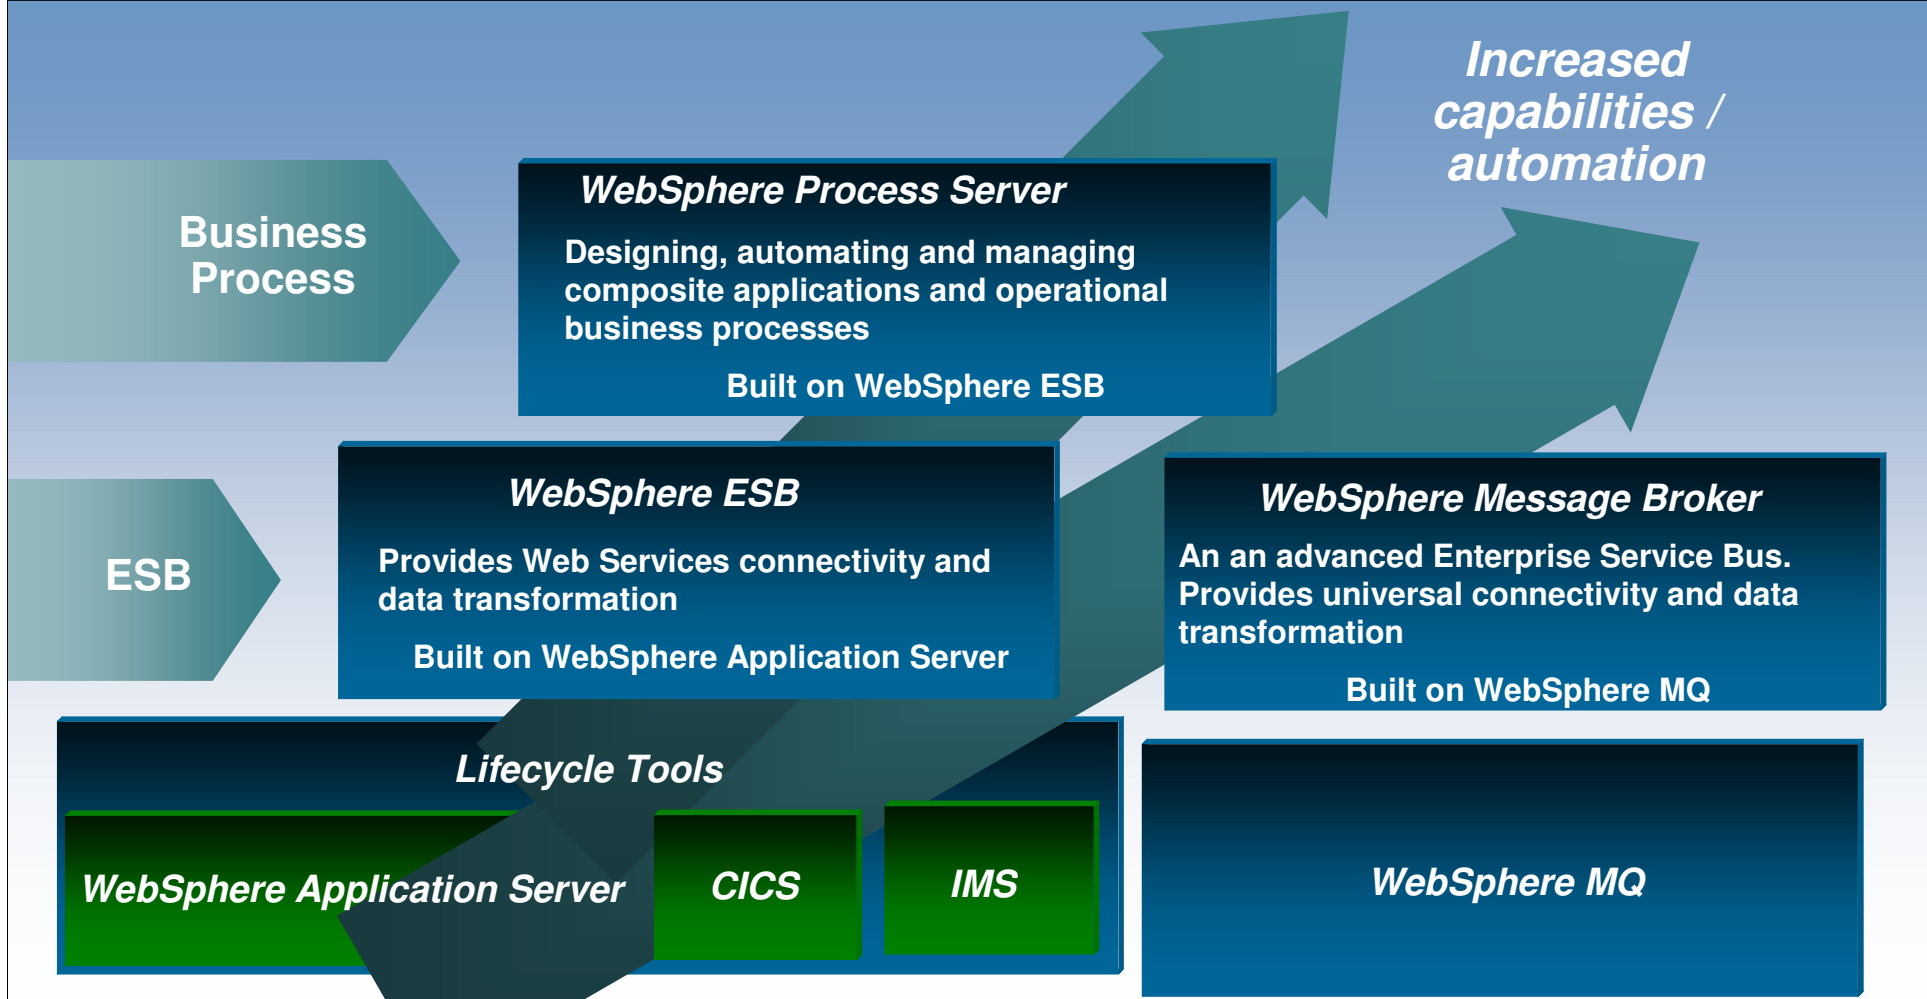 Increased
capabilities /
automation
Business
Process
WebSphere Process Server
Designing, automating and managing
composite applications and operational
business processes
Built on WebSphere ESB
ESB
WebSphere ESB
Provides Web Services connectivity and
data transformation
Built on WebSphere Application Server
WebSphere Message Broker
An an advanced Enterprise Service Bus.
Provides universal connectivity and data
transformation
Built on WebSphere MQ
Lifecycle Tools
WebSphere Application Server
CICS
IMS
WebSphere MQ